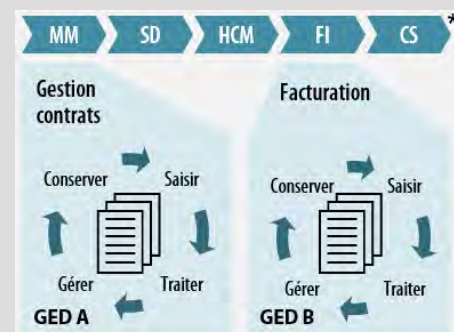 MM SD HCM FI CS *
Gestion
contrats
Conserver Saisir
Gérer Traiter
GED A
Facturation
Conserver Saisir
Gérer Traiter
GED B